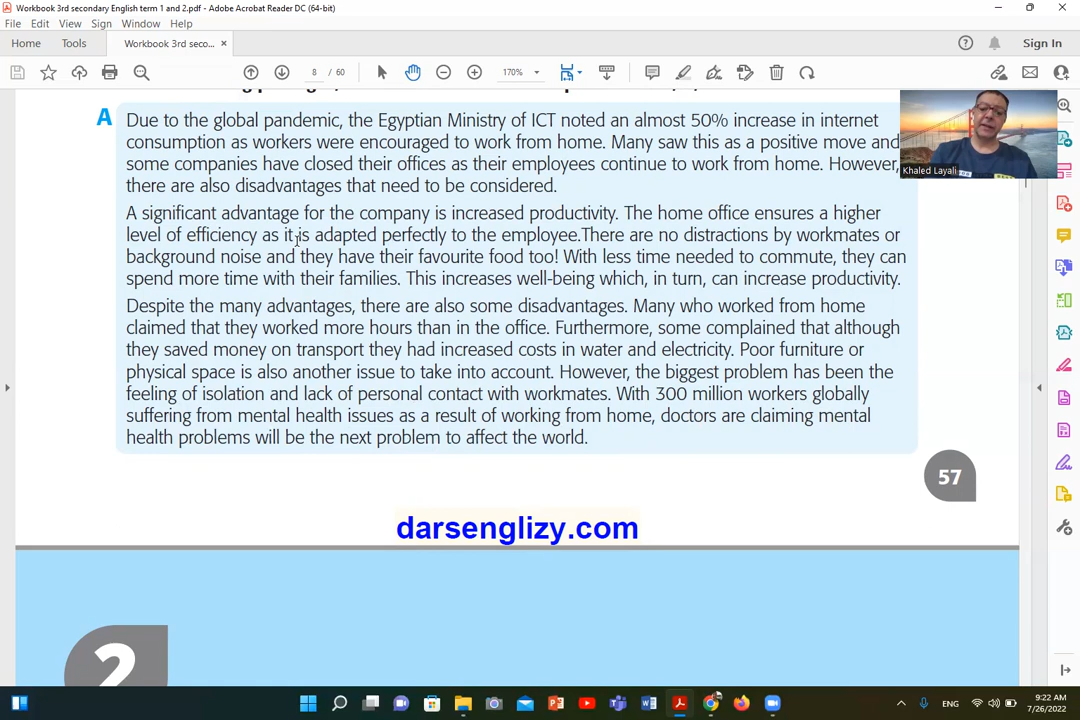 Workbook 3rd secondary English term 1 and 2.pdf - Adobe Acrobat Reader DC (64-bit)
File Edit View Sign Window Help
Home Tools Workbook 3rd seco... × Sign In
8 / 60 170%
A Due to the global pandemic, the Egyptian Ministry of ICT noted an almost 50% increase in internet
consumption as workers were encouraged to work from home. Many saw this as a positive move and
some companies have closed their offices as their employees continue to work from home. However,
there are also disadvantages that need to be considered.
Khaled Layali
A significant advantage for the company is increased productivity. The home office ensures a higher
level of efficiency as it is adapted perfectly to the employee.There are no distractions by workmates or
background noise and they have their favourite food too! With less time needed to commute, they can
spend more time with their families. This increases well-being which, in turn, can increase productivity.
Despite the many advantages, there are also some disadvantages. Many who worked from home
claimed that they worked more hours than in the office. Furthermore, some complained that although
they saved money on transport they had increased costs in water and electricity. Poor furniture or
physical space is also another issue to take into account. However, the biggest problem has been the
feeling of isolation and lack of personal contact with workmates. With 300 million workers globally
suffering from mental health issues as a result of working from home, doctors are claiming mental
health problems will be the next problem to affect the world.
57
darsenglizy.com
2
ENG
9:22 AM
7/26/2022